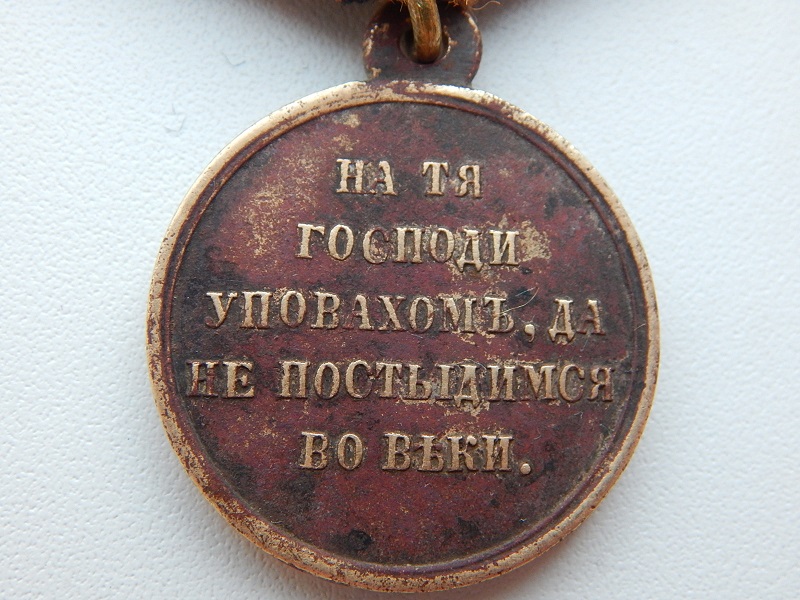 НА ТЯ
ГОСПОДИ
УПОВАХОМЪ, ДА
НЕ ПОСТЫДИМСЯ
ВО ВѢКИ.